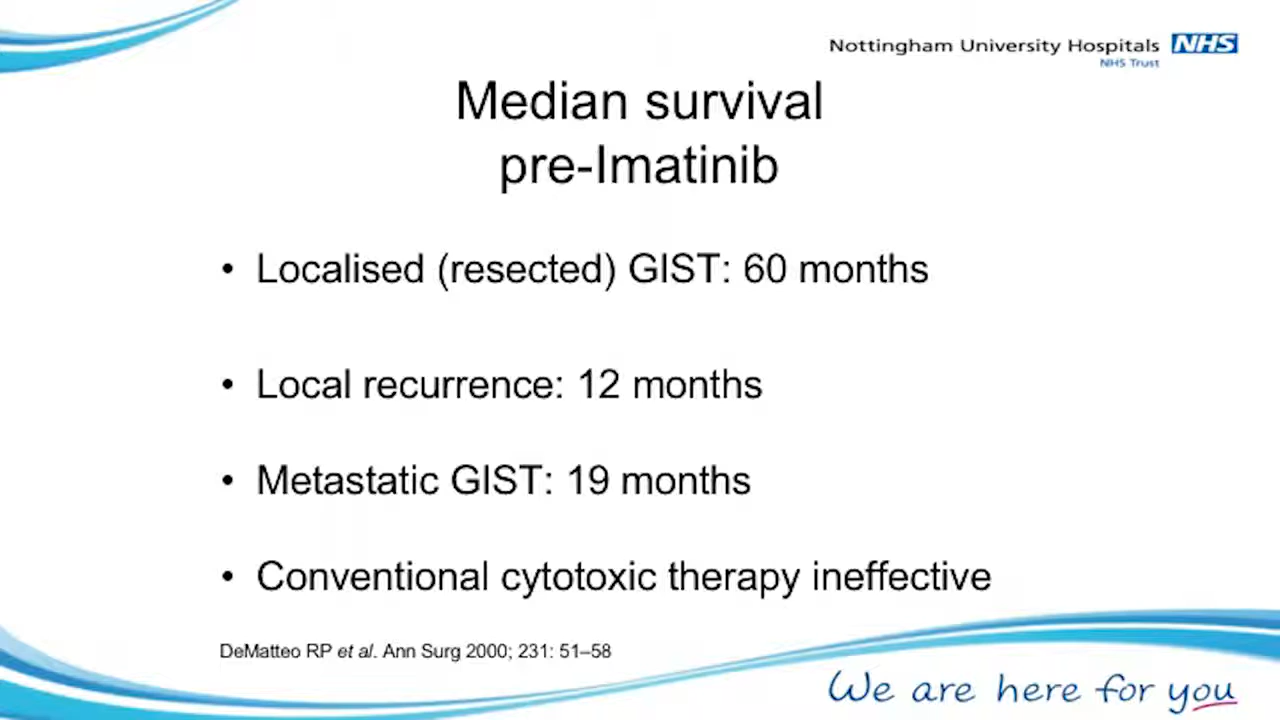 Nottingham University Hospitals NHS
NHS Trust
Median survival
pre-Imatinib
• Localised (resected) GIST: 60 months
• Local recurrence: 12 months
• Metastatic GIST: 19 months
• Conventional cytotoxic therapy ineffective
DeMatteo RP et al. Ann Surg 2000; 231: 51–58
We are here for you